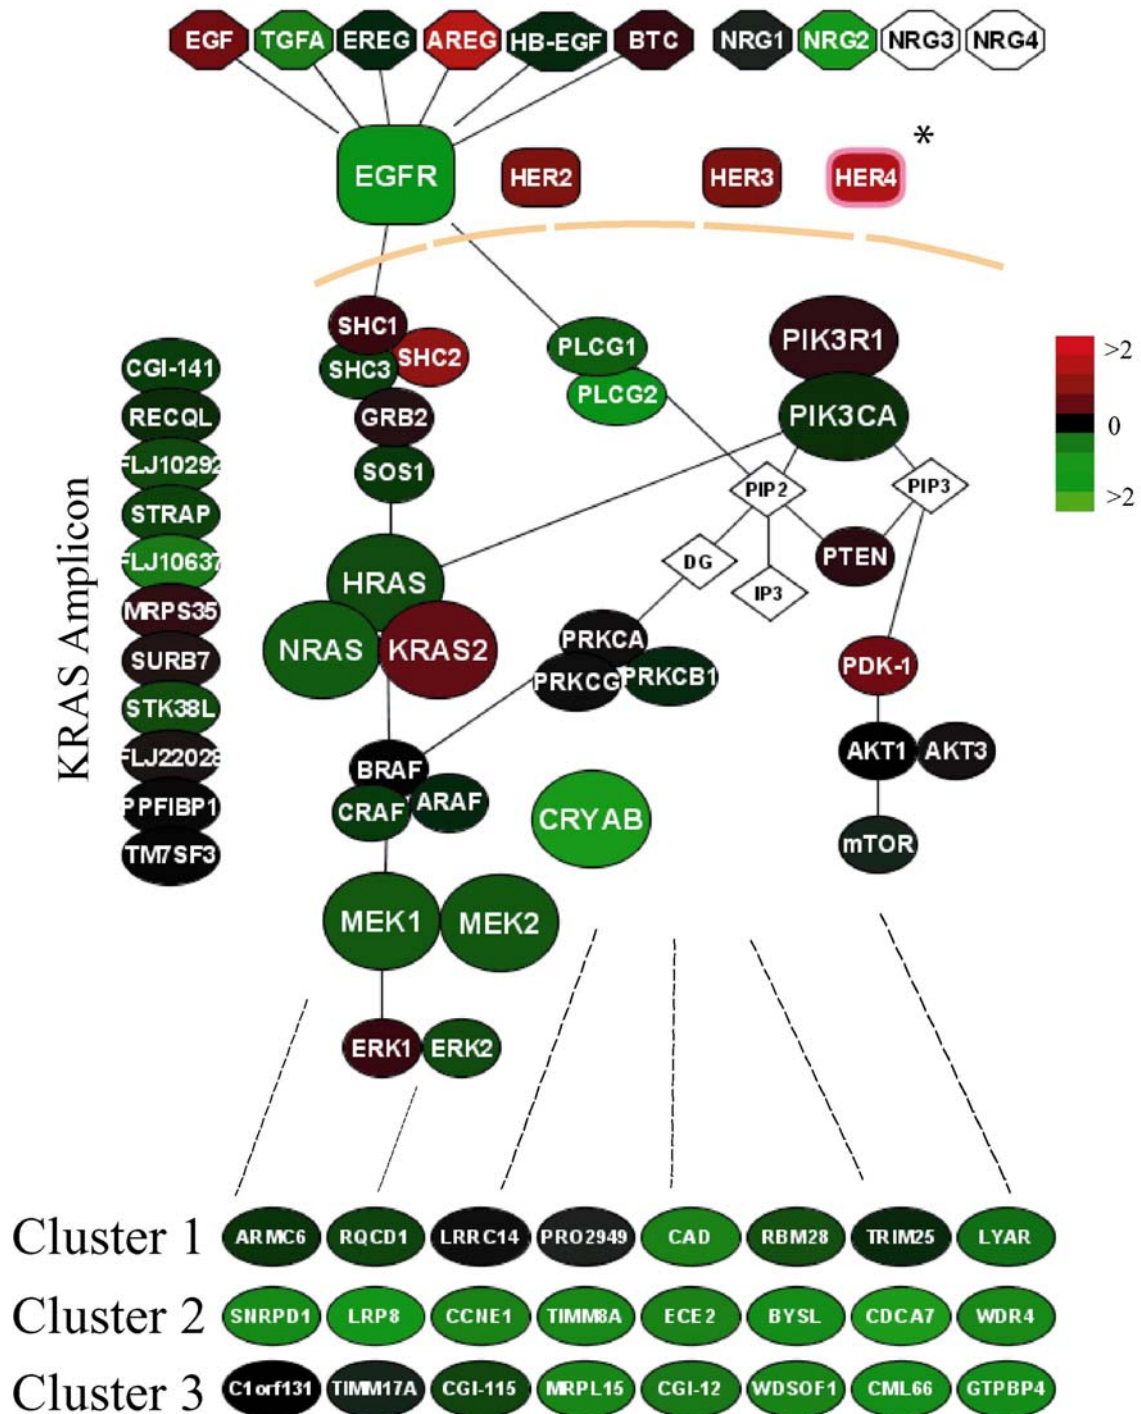 EGF TGFA EREG AREG HB-EGF BTC NRG1 NRG2 NRG3 NRG4
*
EGFR HER2 HER3 HER4
SHC1
SHC2
SHC3
GRB2
SOS1
PLCG1
PLCG2
PIK3R1
PIK3CA
PIP2
PIP3
DG
IP3
PTEN
>2
0
>2
KRAS Amplicon
CGI-141
RECQL
FLJ10292
STRAP
FLJ10637
MRPS35
SURB7
STK38L
FLJ22028
PPFIBP1
TM7SF3
HRAS
NRAS KRAS2
PRKCA
PRKCG PRKCB1
PDK-1
AKT1 AKT3
mTOR
BRAF
CRAF ARAF
CRYAB
MEK1 MEK2
ERK1 ERK2
Cluster 1 ARMC6 RQCD1 LRRC14 PRO2949 CAD RBM28 TRIM25 LYAR
Cluster 2 SNRPD1 LRP8 CCNE1 TIMM8A ECE2 BYSL CDCA7 WDR4
Cluster 3 C1orf131 TIMM17A CGI-115 MRPL15 CGI-12 WDSOF1 CML66 GTPBP4